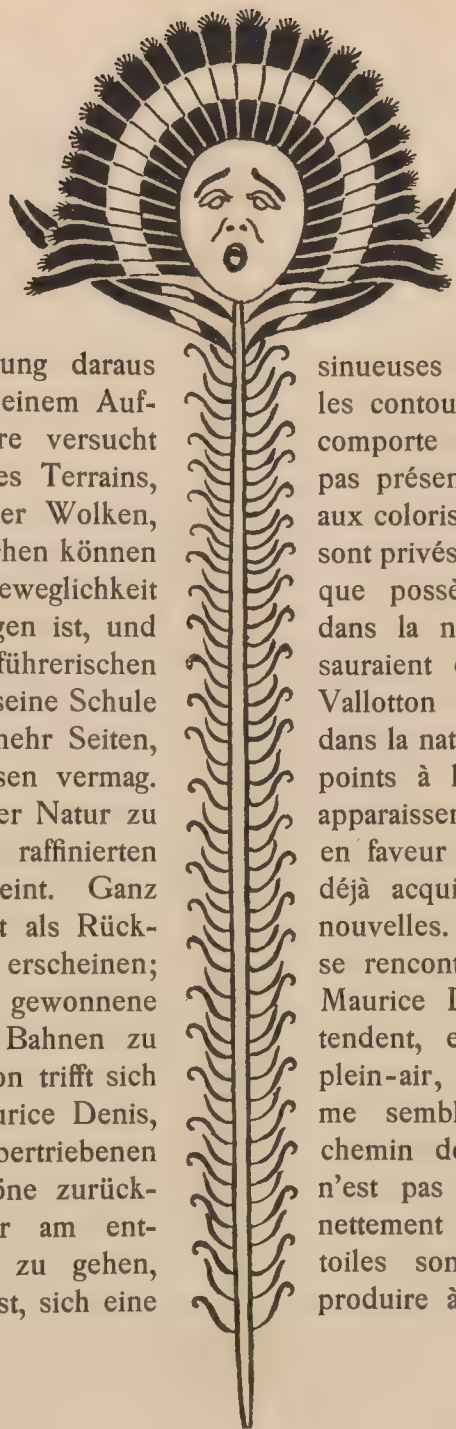 ung daraus
einem Auf-
re versucht
es Terrains,
er Wolken,
chen können
eweglichkeit
gen ist, und
führerischen
seine Schule
nehr Seiten,
sen vermag.
er Natur zu
raffinierten
eint. Ganz
t als Rück-
erscheinen;
gewonnene
Bahnen zu
on trifft sich
urice Denis,
bertriebenen
öne zurück-
r am ent-
zu gehen,
st, sich eine
sinueuses
les contou
comporte
pas présen
aux coloris
sont privés
que possè
dans la n
sauraient
Vallotton
dans la nat
points à l
apparaissen
en faveur
déjà acqui
nouvelles.
se rencont
Maurice D
tendent, e
plein-air,
me sembl
chemin de
n'est pas
nettement
toiles son
produire à